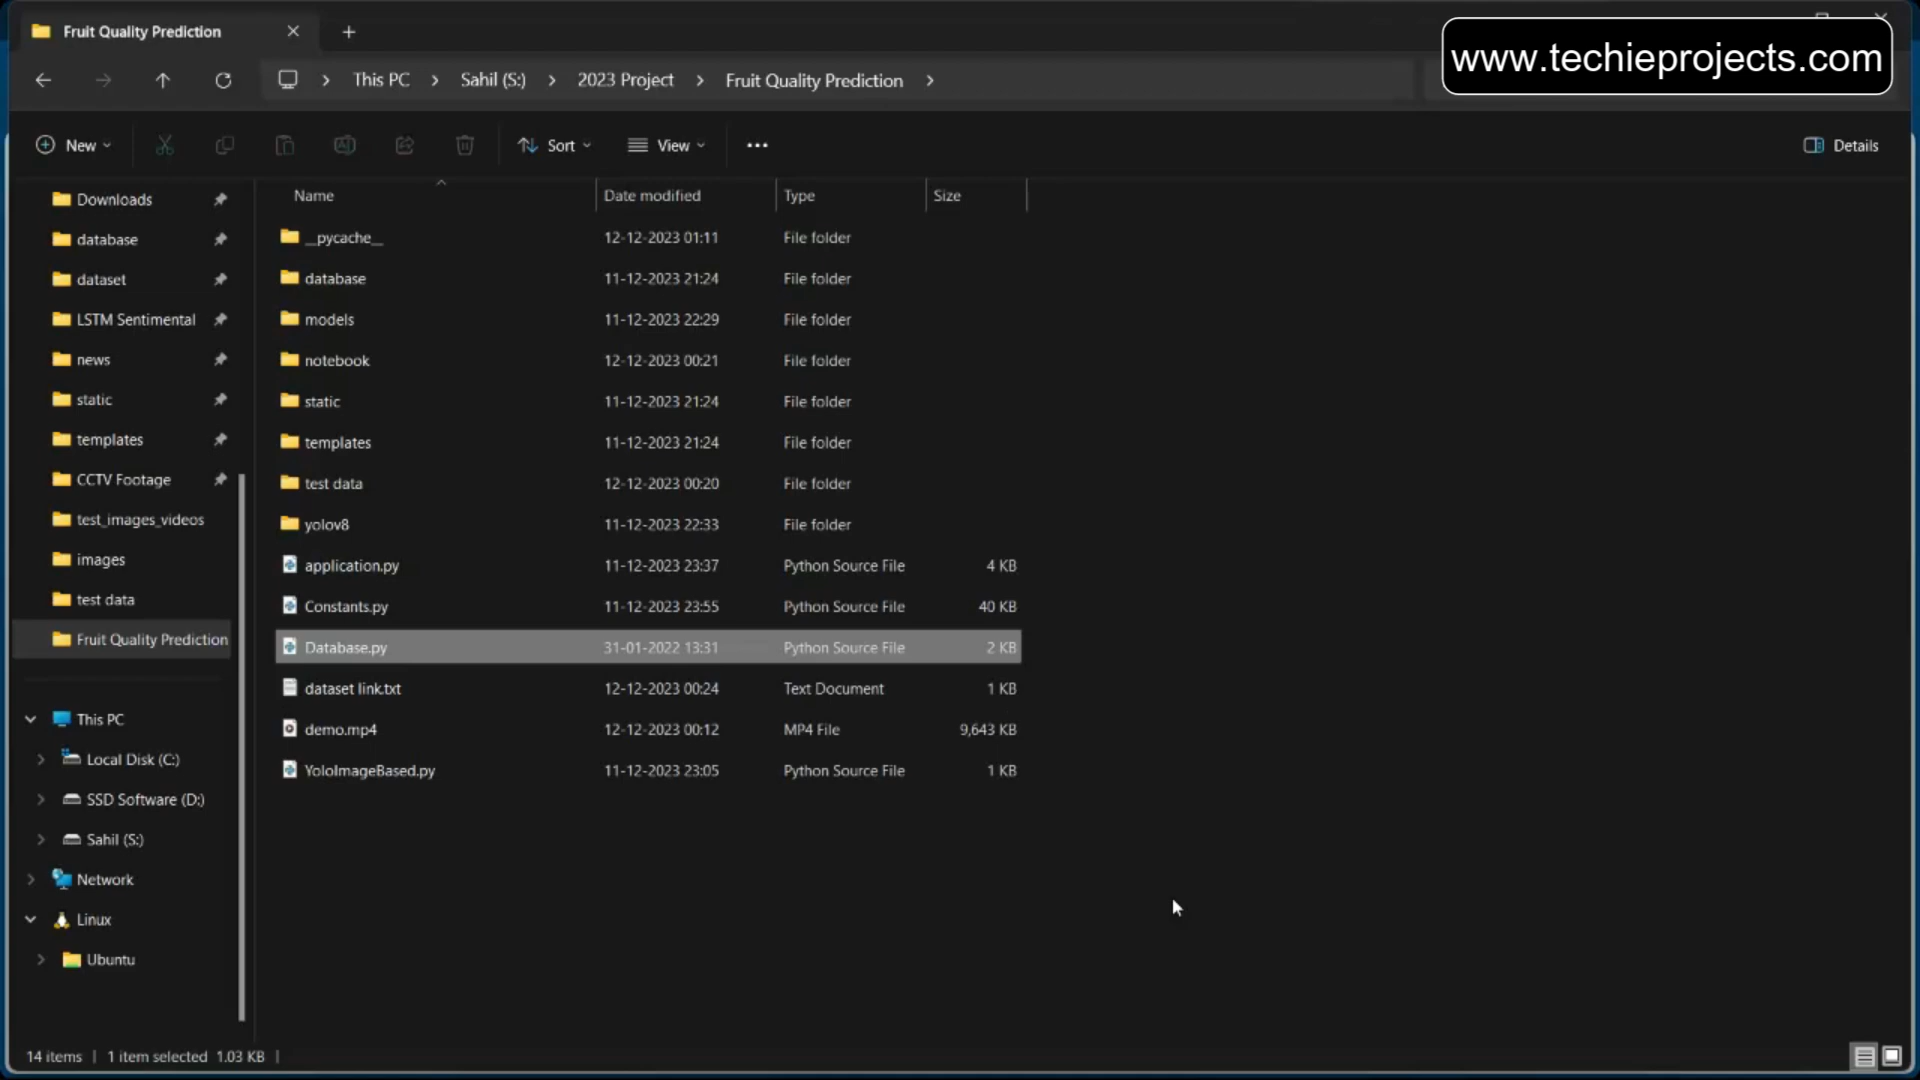 Fruit Quality Prediction
www.techieprojects.com
This PC > Sahil (S:) > 2023 Project > Fruit Quality Prediction >
New Sort View ... Details
Name Date modified Type Size
Downloads
database
dataset
LSTM Sentimental
news
static
templates
CCTV Footage
test_images_videos
images
test data
Fruit Quality Prediction
This PC
Local Disk (C:)
SSD Software (D:)
Sahil (S:)
Network
Linux
Ubuntu
__pycache__ 12-12-2023 01:11 File folder
database 11-12-2023 21:24 File folder
models 11-12-2023 22:29 File folder
notebook 12-12-2023 00:21 File folder
static 11-12-2023 21:24 File folder
templates 11-12-2023 21:24 File folder
test data 12-12-2023 00:20 File folder
yolov8 11-12-2023 22:33 File folder
application.py 11-12-2023 23:37 Python Source File 4 KB
Constants.py 11-12-2023 23:55 Python Source File 40 KB
Database.py 31-01-2022 13:31 Python Source File 2 KB
dataset link.txt 12-12-2023 00:24 Text Document 1 KB
demo.mp4 12-12-2023 00:12 MP4 File 9,643 KB
YoloImageBased.py 11-12-2023 23:05 Python Source File 1 KB
14 items | 1 item selected 1.03 KB |